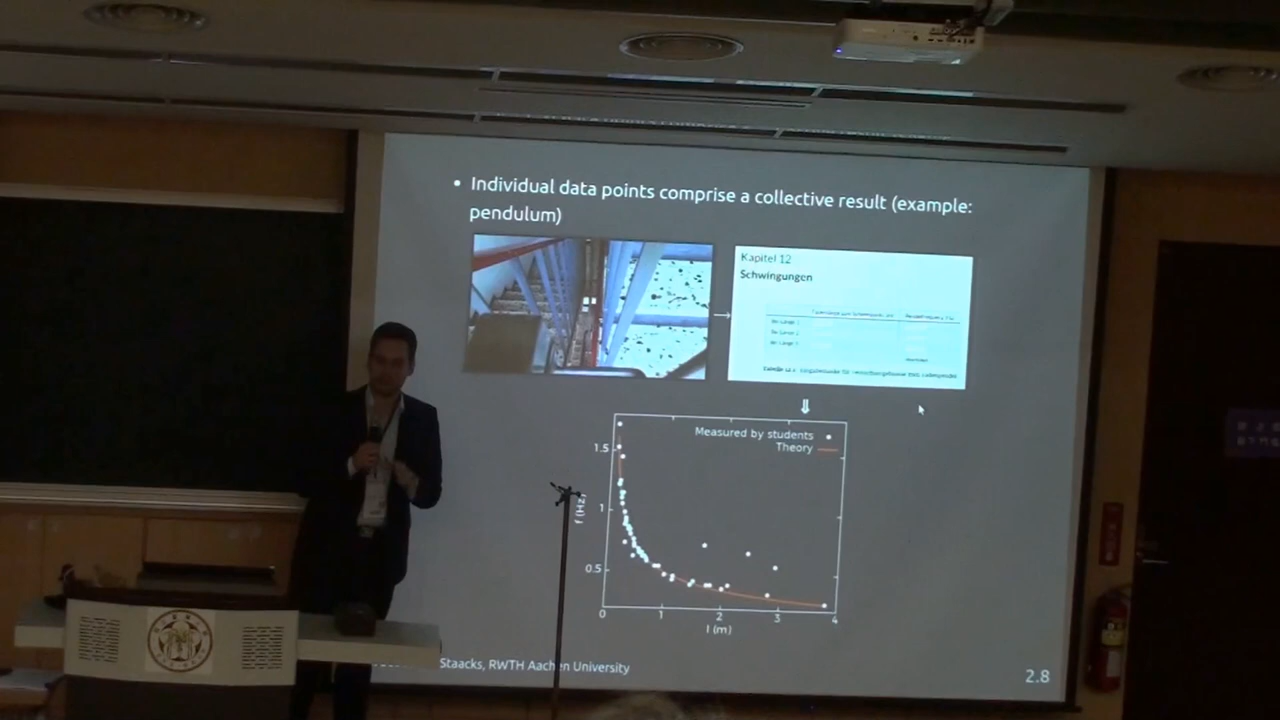 • Individual data points comprise a collective result (example:
pendulum)
Kapitel 12
Schwingungen
Measured by students
Theory
f (Hz
1.5
1
0.5
0
1
2
3
4
l (m)
Staacks, RWTH Aachen University
2.8